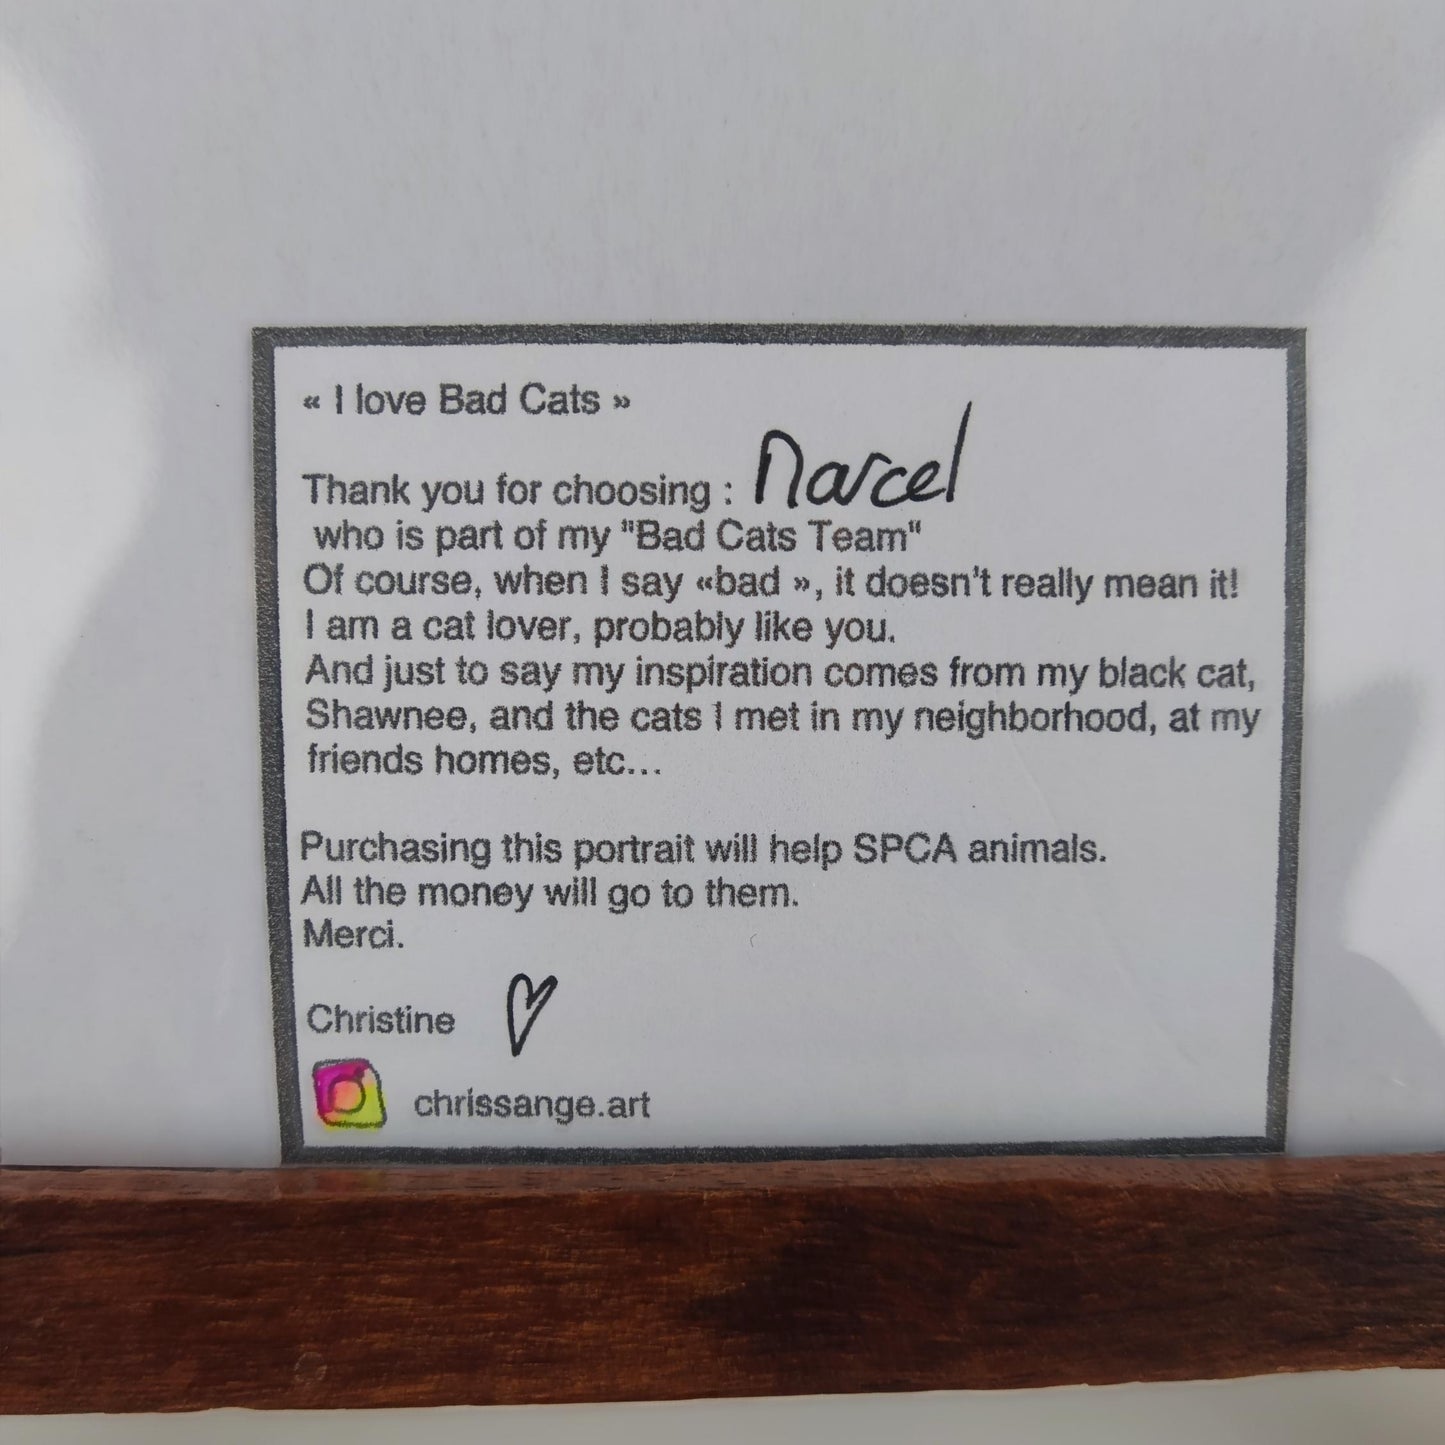 « I love Bad Cats »
Thank you for choosing : Marcel
who is part of my "Bad Cats Team"
Of course, when I say «bad », it doesn't really mean it!
I am a cat lover, probably like you.
And just to say my inspiration comes from my black cat,
Shawnee, and the cats I met in my neighborhood, at my
friends homes, etc...
Purchasing this portrait will help SPCA animals.
All the money will go to them.
Merci.
Christine
chrissange.art